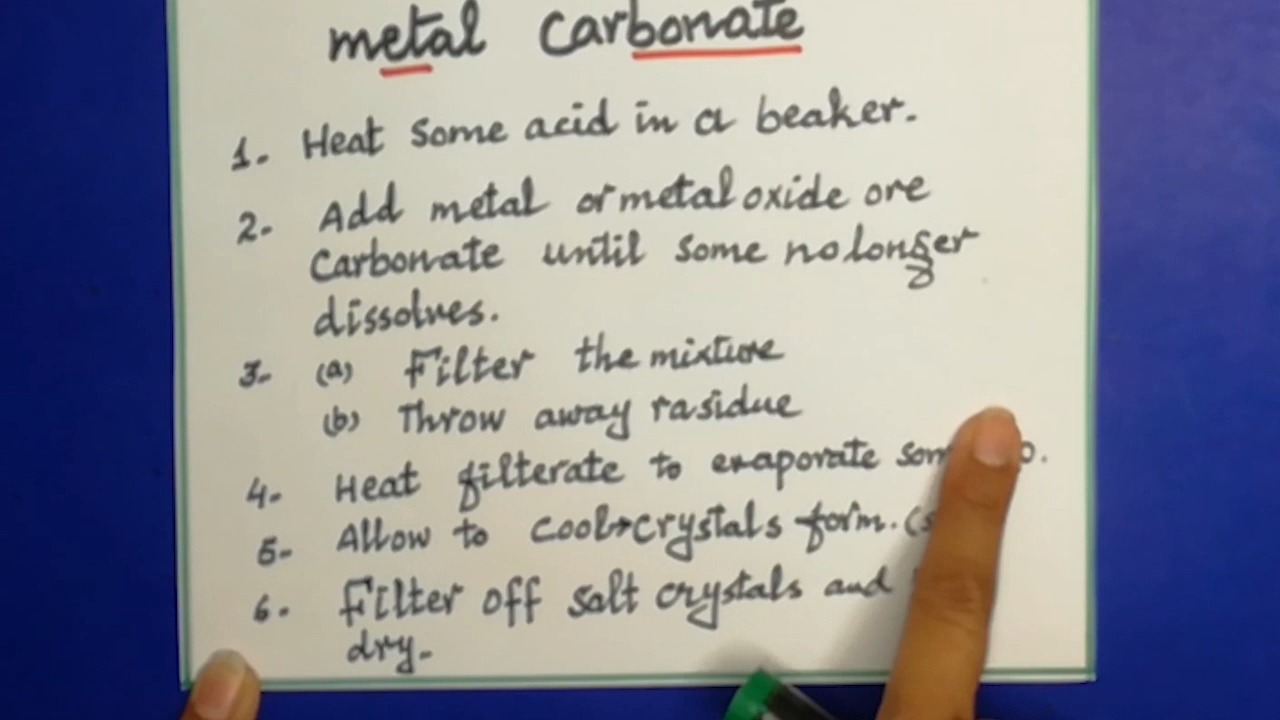 metal Carbonate
1. Heat Some acid in a beaker.
2. Add metal or metal oxide ore
Carbonate until some no longer
dissolves.
3. (a) Filter the mixture
(b) Throw away rasidue
4. Heat filterate to evaporate
5. Allow to cool→crystals form.
6. Filter off salt crystals and
dry.